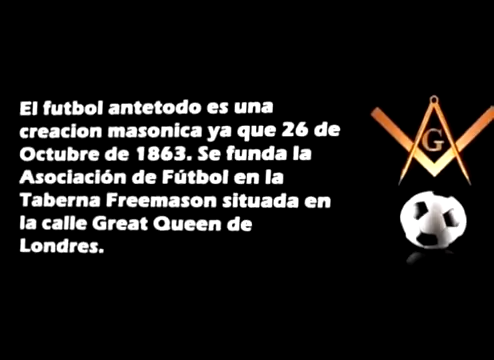 El futbol antetodo es una
creacion masonica ya que 26 de
Octubre de 1863. Se funda la
Asociación de Fútbol en la
Taberna Freemason situada en
la calle Great Queen de
Londres.
G